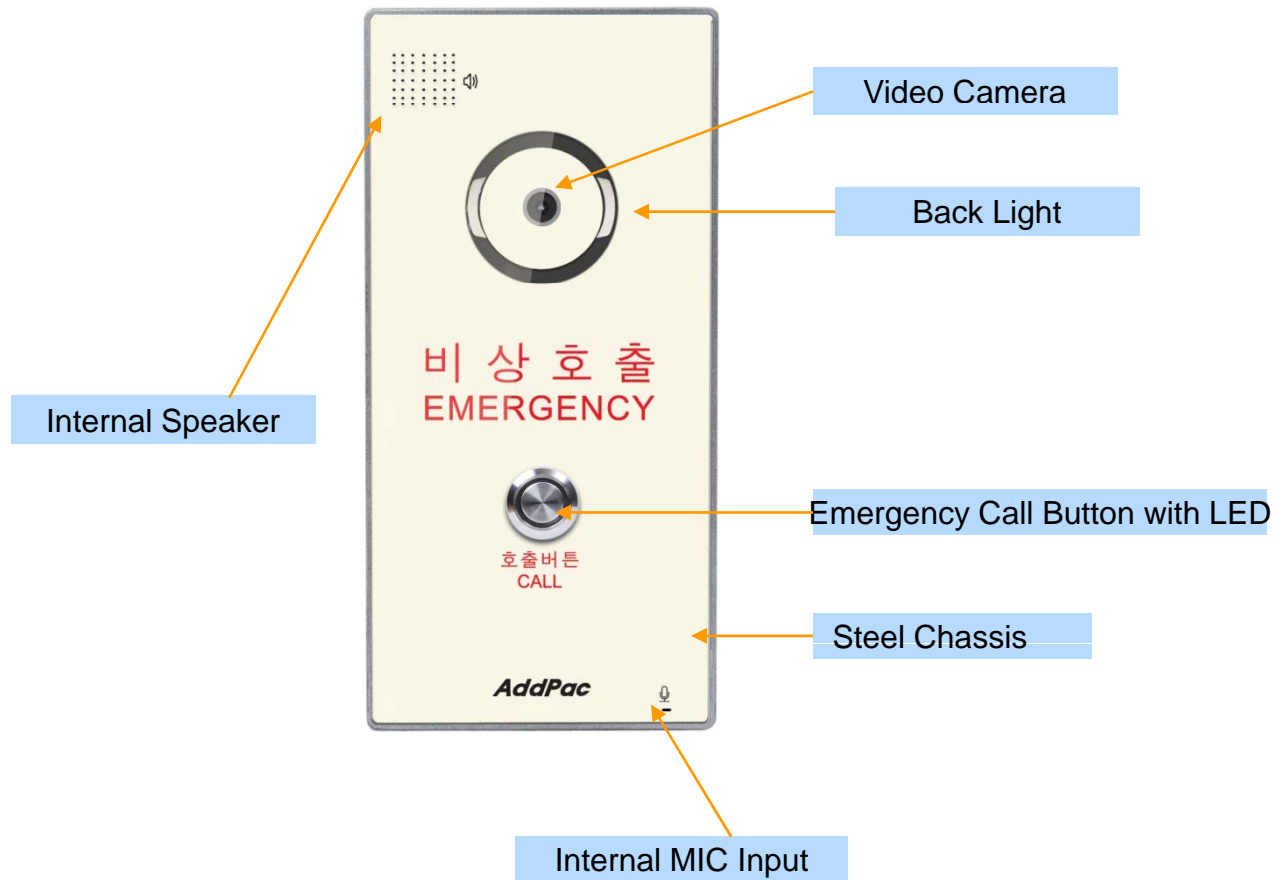 Video Camera
Back Light
비상호출
EMERGENCY
Internal Speaker
Emergency Call Button with LED
호출버튼
CALL
Steel Chassis
AddPac
Internal MIC Input